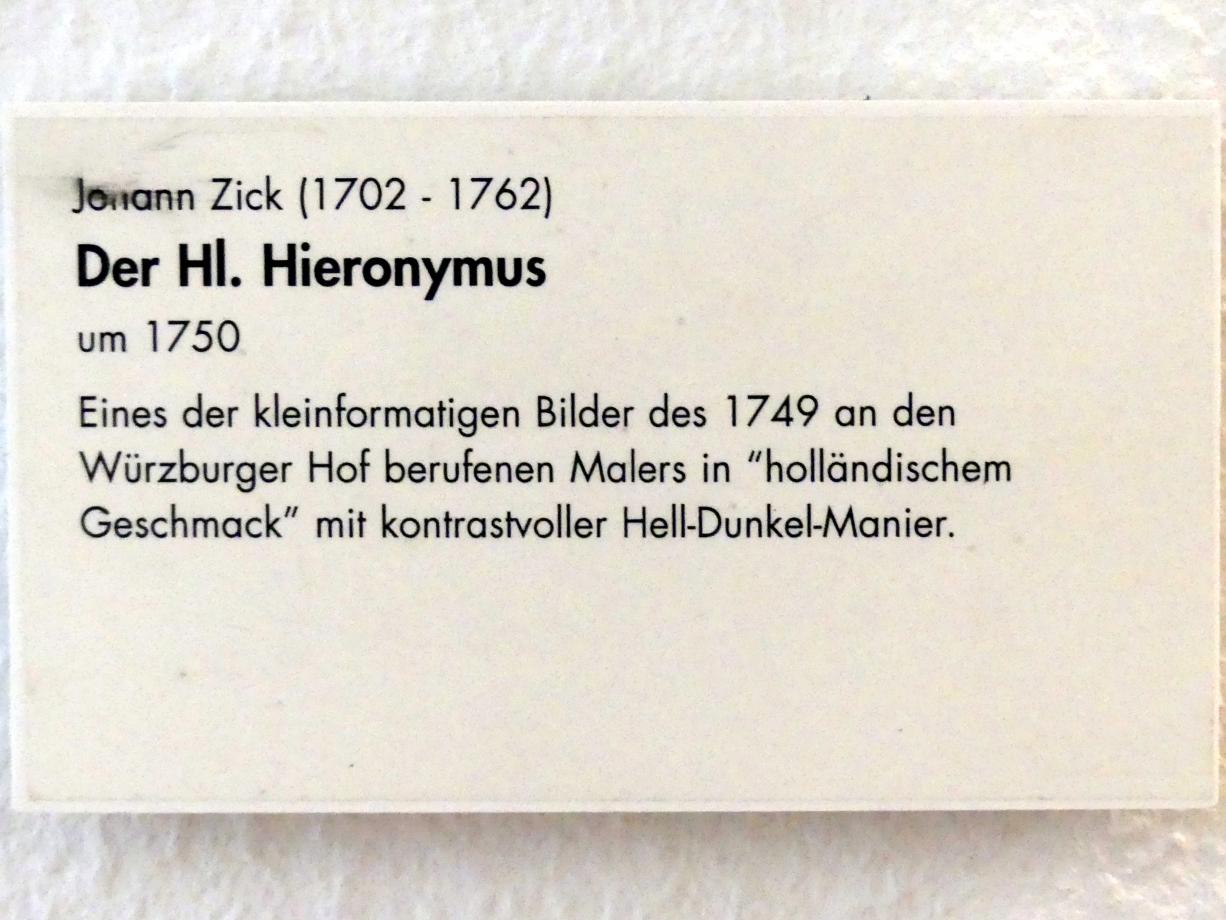 Johann Zick (1702 - 1762)
Der Hl. Hieronymus
um 1750
Eines der kleinformatigen Bilder des 1749 an den
Würzburger Hof berufenen Malers in "holländischem
Geschmack" mit kontrastvoller Hell-Dunkel-Manier.